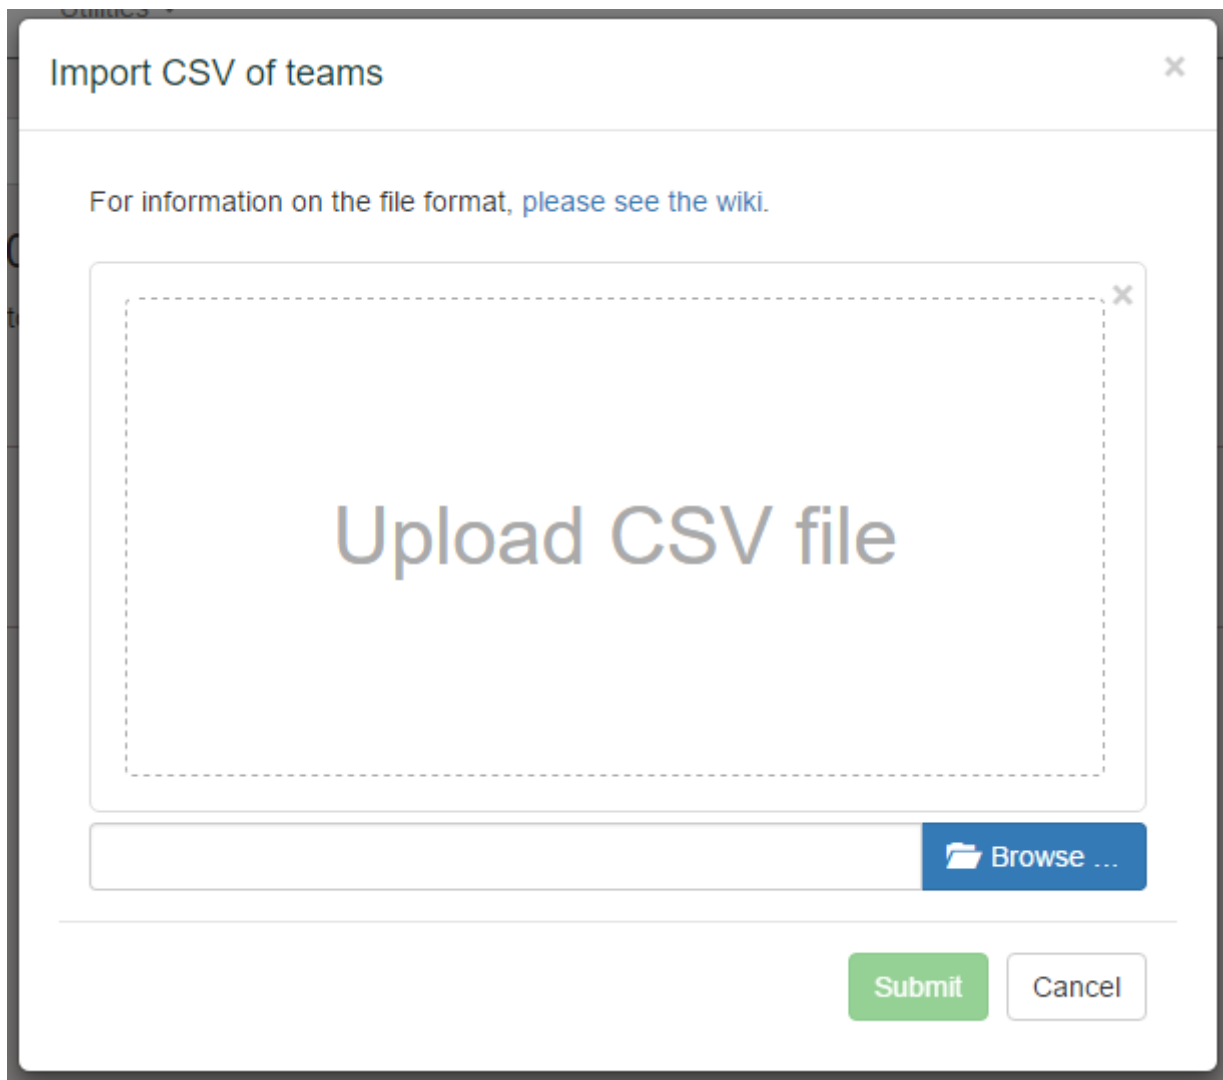 Utilities
Import CSV of teams
×
For information on the file format, please see the wiki.
×
Upload CSV file
Browse ...
Submit
Cancel